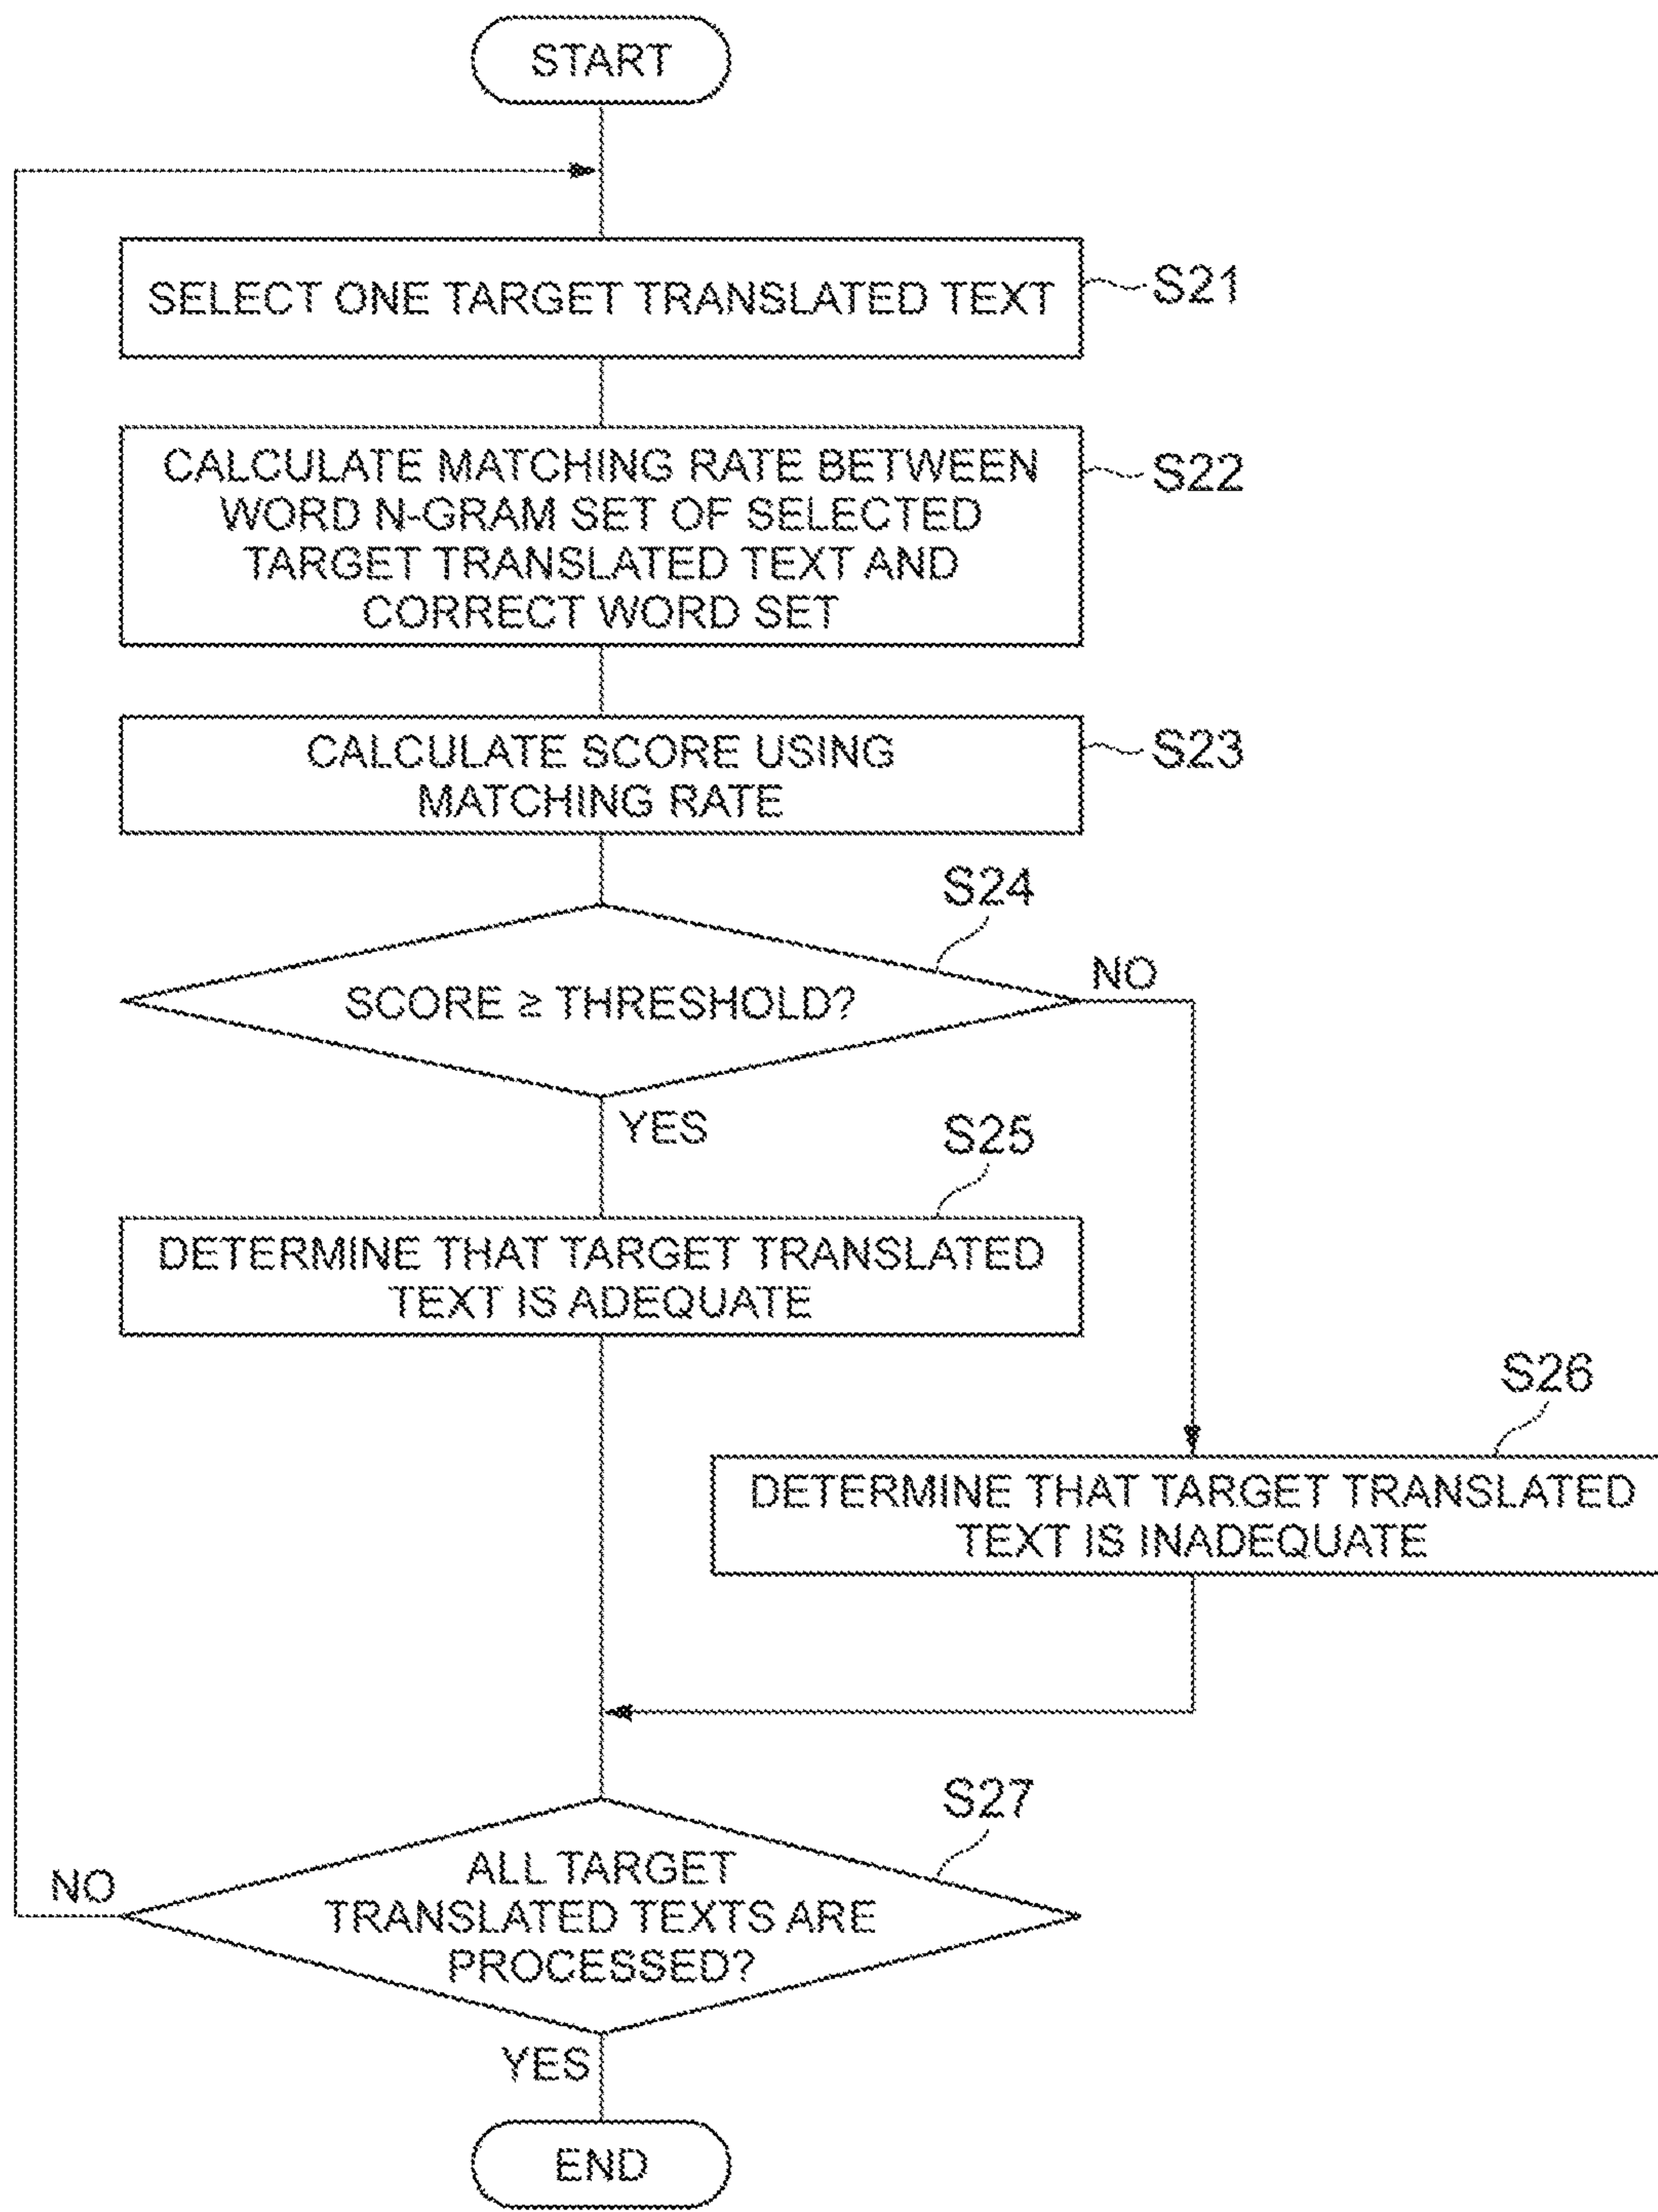 START
SELECT ONE TARGET TRANSLATED TEXT
S21
CALCULATE MATCHING RATE BETWEEN
WORD N-GRAM SET OF SELECTED
TARGET TRANSLATED TEXT AND
CORRECT WORD SET
S22
CALCULATE SCORE USING
MATCHING RATE
S23
S24
SCORE ≥ THRESHOLD?
NO
YES
S25
DETERMINE THAT TARGET TRANSLATED
TEXT IS ADEQUATE
S26
DETERMINE THAT TARGET TRANSLATED
TEXT IS INADEQUATE
S27
ALL TARGET
TRANSLATED TEXTS ARE
PROCESSED?
NO
YES
END